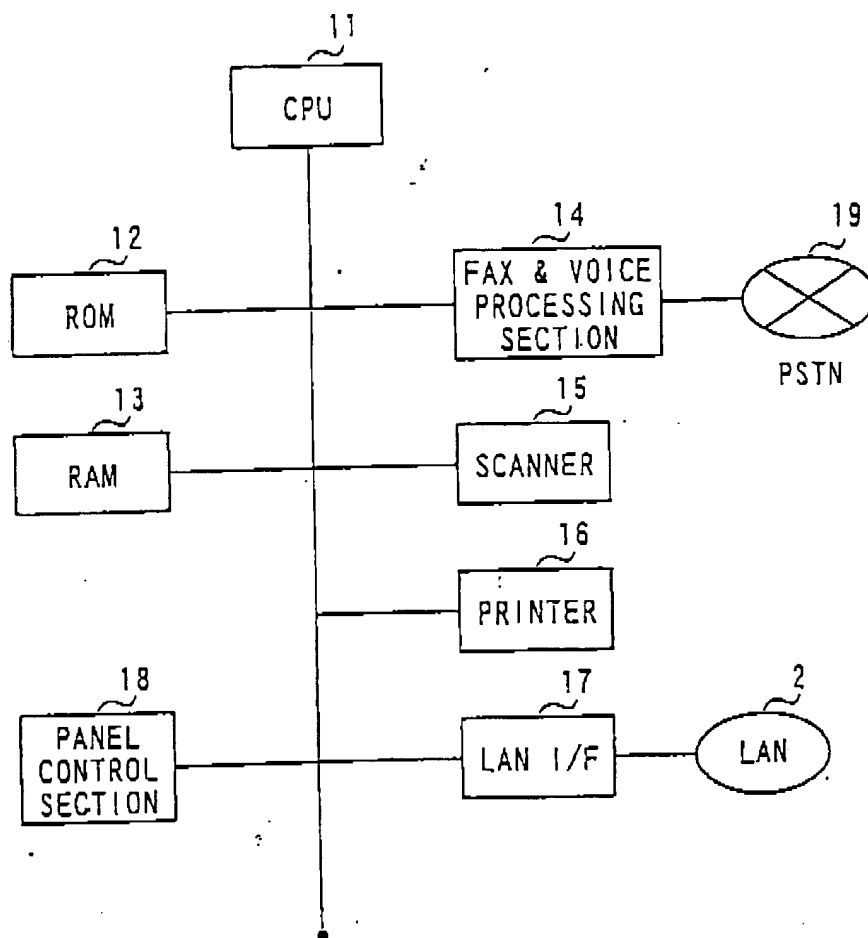 11
CPU
12
ROM
14
FAX & VOICE
PROCESSING
SECTION
19
PSTN
13
RAM
15
SCANNER
16
PRINTER
18
PANEL
CONTROL
SECTION
17
LAN I/F
2
LAN